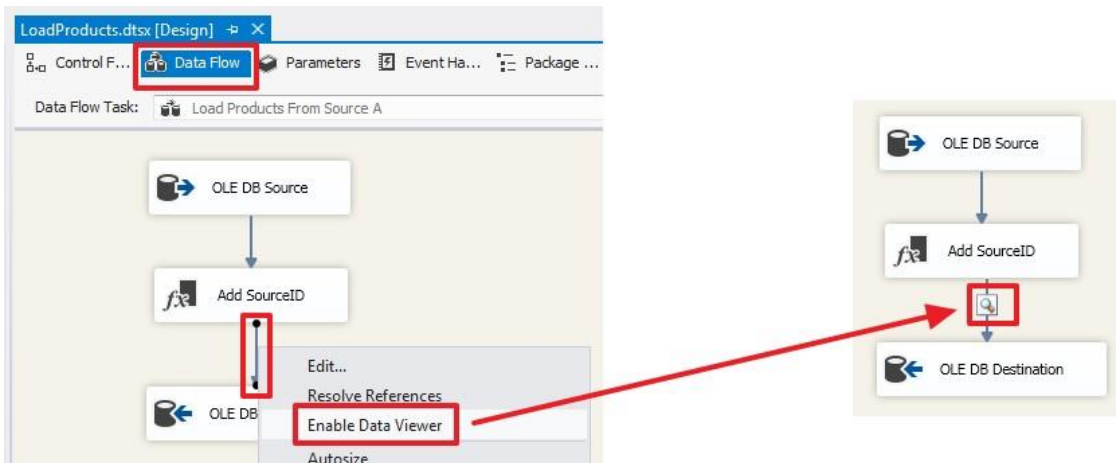 LoadProducts.dtsx [Design]
Control F... Data Flow Parameters Event Ha... Package ...
Data Flow Task: Load Products From Source A
OLE DB Source
Add SourceID
OLE DB
Edit...
Resolve References
Enable Data Viewer
Autosize
OLE DB Source
Add SourceID
OLE DB Destination